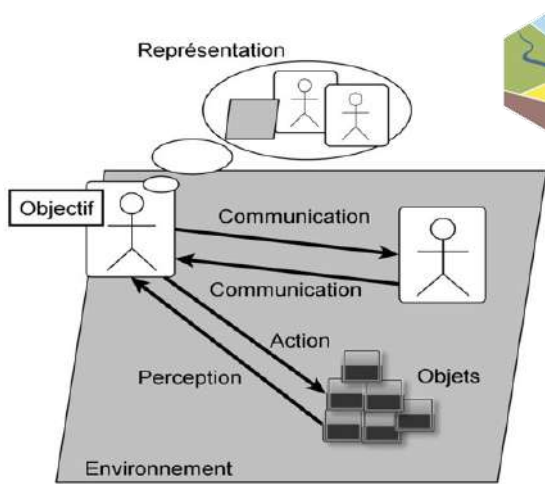 Représentation
Objectif
Communication
Communication
Action
Perception
Objets
Environnement